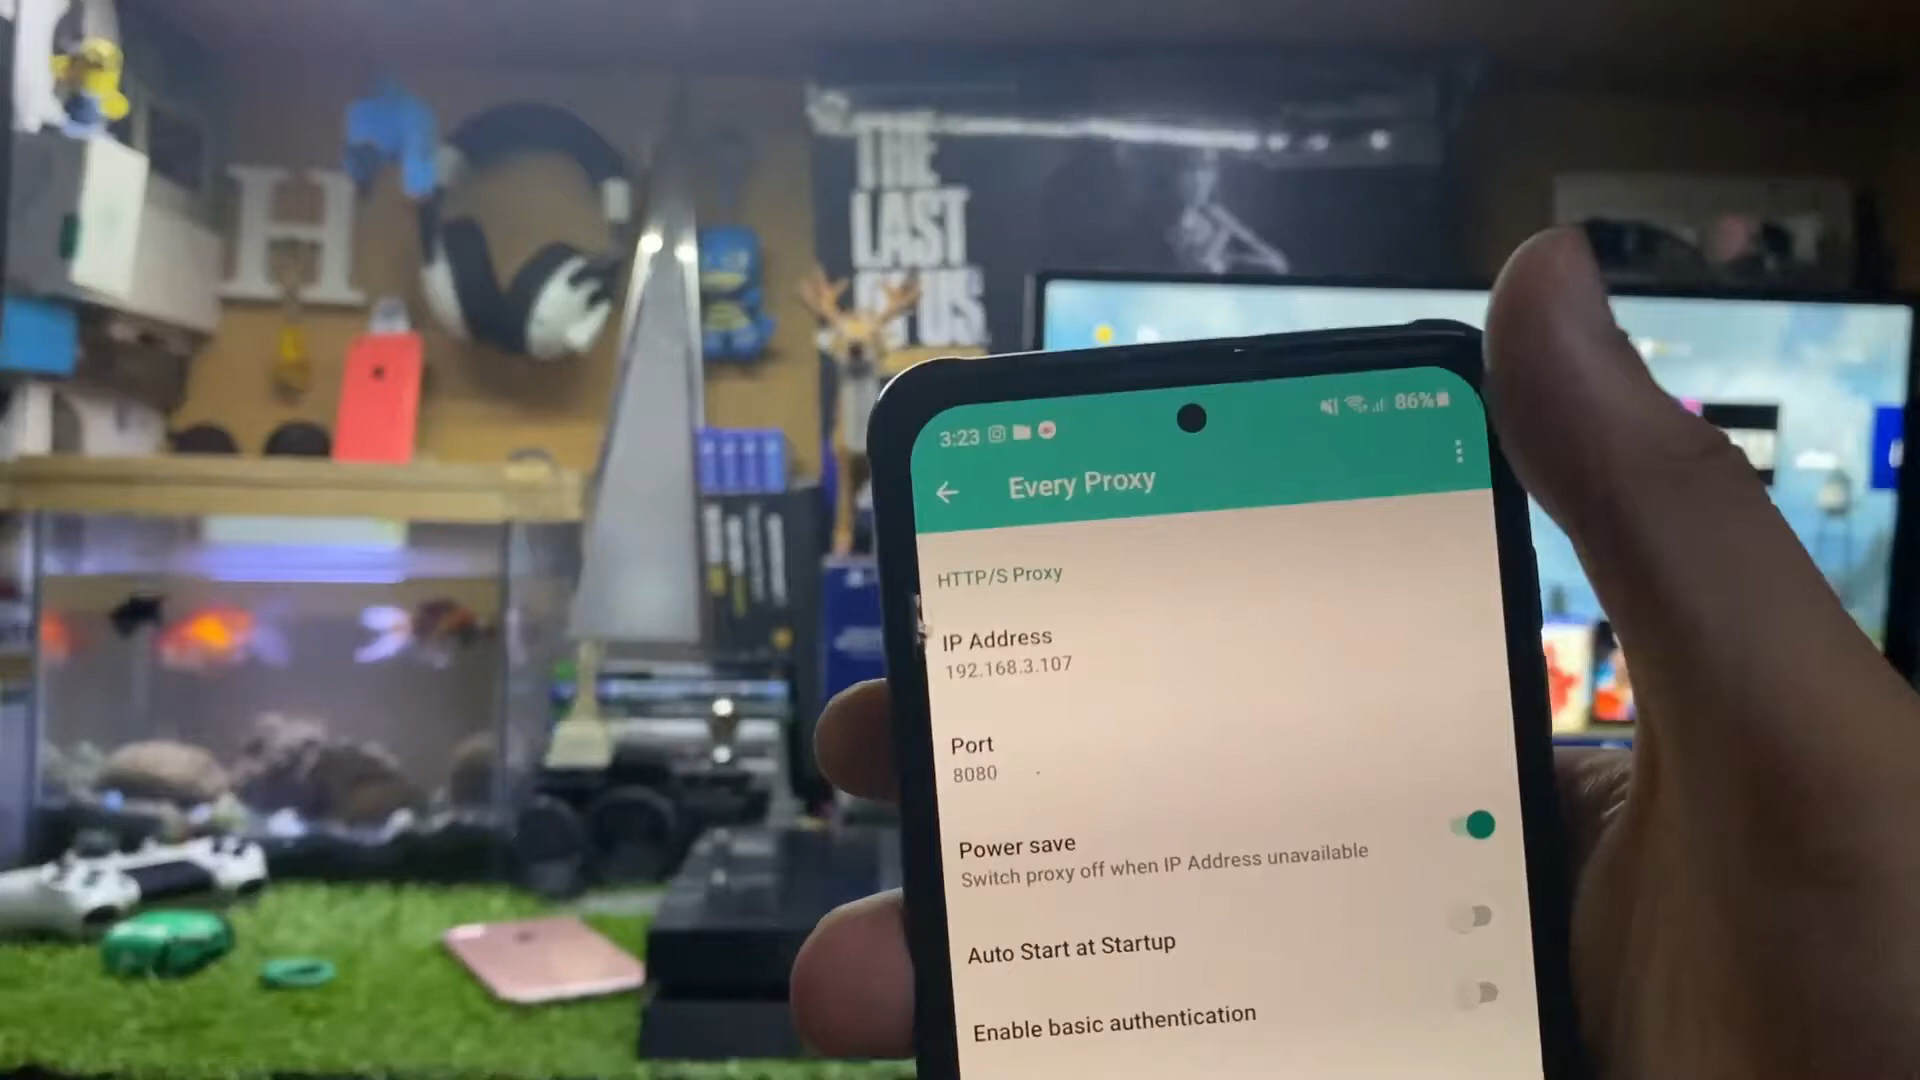 H
THE
LAST
OF US
3:23
86%
Every Proxy
HTTP/S Proxy
IP Address
192.168.3.107
Port
8080
Power save
Switch proxy off when IP Address unavailable
Auto Start at Startup
Enable basic authentication